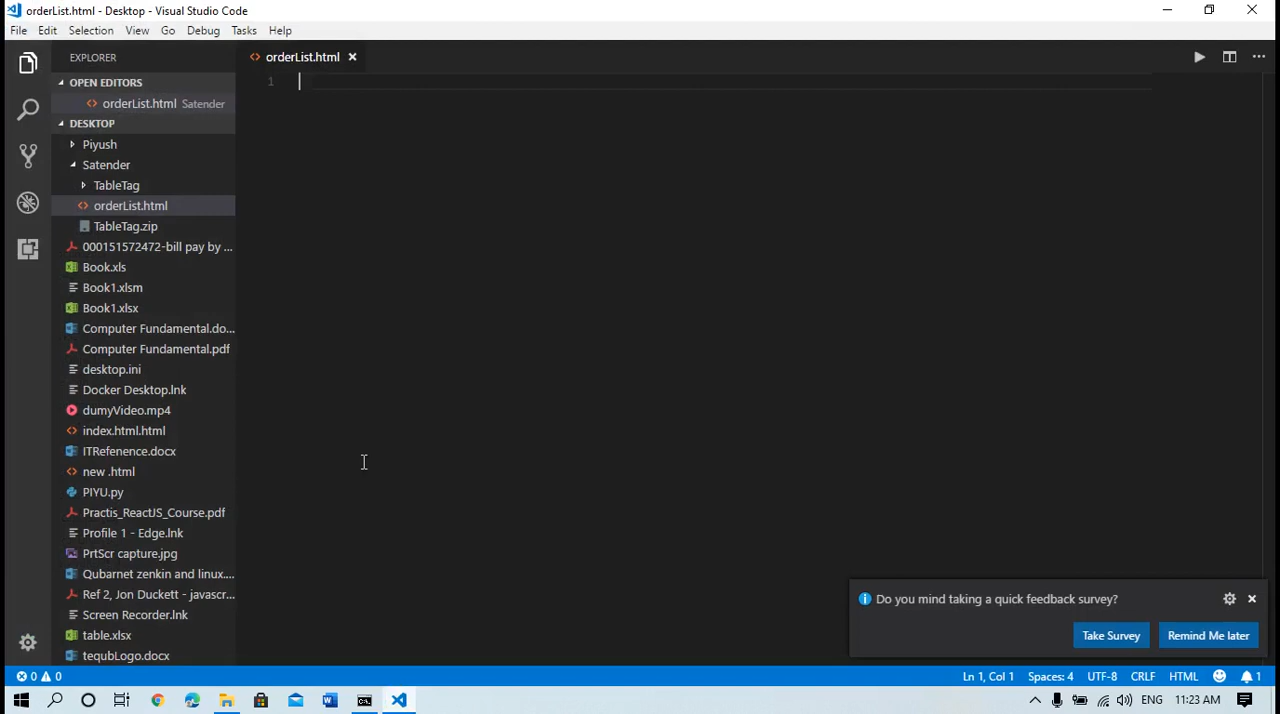 orderList.html - Desktop - Visual Studio Code
File Edit Selection View Go Debug Tasks Help
EXPLORER
orderList.html
OPEN EDITORS
1
orderList.html Satender
DESKTOP
Piyush
Satender
TableTag
orderList.html
TableTag.zip
000151572472-bill pay by ...
Book.xls
Book1.xlsm
Book1.xlsx
Computer Fundamental.do...
Computer Fundamental.pdf
desktop.ini
Docker Desktop.lnk
dumyVideo.mp4
index.html.html
ITRefenence.docx
new .html
PIYU.py
Practis_ReactJS_Course.pdf
Profile 1 - Edge.lnk
PrtScr capture.jpg
Qubarnet zenkin and linux....
Ref 2, Jon Duckett - javascr...
Screen Recorder.lnk
table.xlsx
tequbLogo.docx
Do you mind taking a quick feedback survey?
Take Survey Remind Me later
0 0 Ln 1, Col 1 Spaces: 4 UTF-8 CRLF HTML 1
ENG 11:23 AM